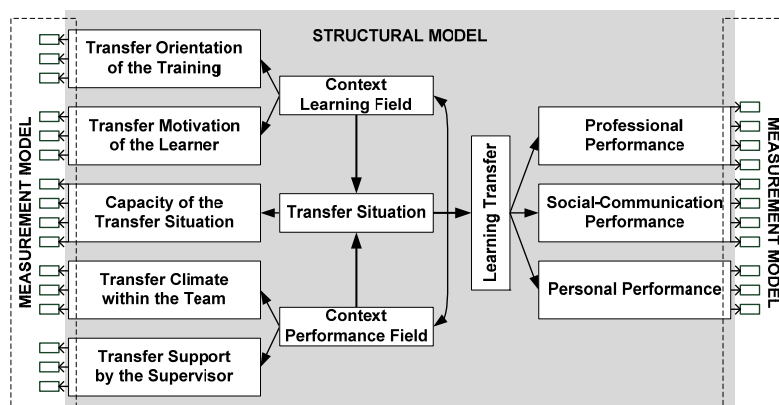 STRUCTURAL MODEL
MEASUREMENT MODEL
Transfer Orientation
of the Training
Transfer Motivation
of the Learner
Capacity of the
Transfer Situation
Transfer Climate
within the Team
Transfer Support
by the Supervisor
Context
Learning Field
Transfer Situation
Context
Performance Field
Learning Transfer
Professional
Performance
Social-Communication
Performance
Personal Performance
MEASUREMENT MODEL